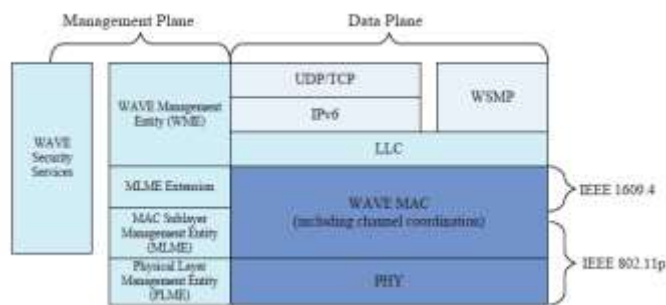 Management Plane
Data Plane
WAVE
Security
Services
WAVE Management
Entity (WME)
MLME Extension
MAC Sublayer
Management Entity
(MLME)
Physical Layer
Management Entity
(PLME)
UDP/TCP
IPv6
WSMP
LLC
WAVE MAC
(including channel coordination)
PHY
IEEE 1609.4
IEEE 802.11p